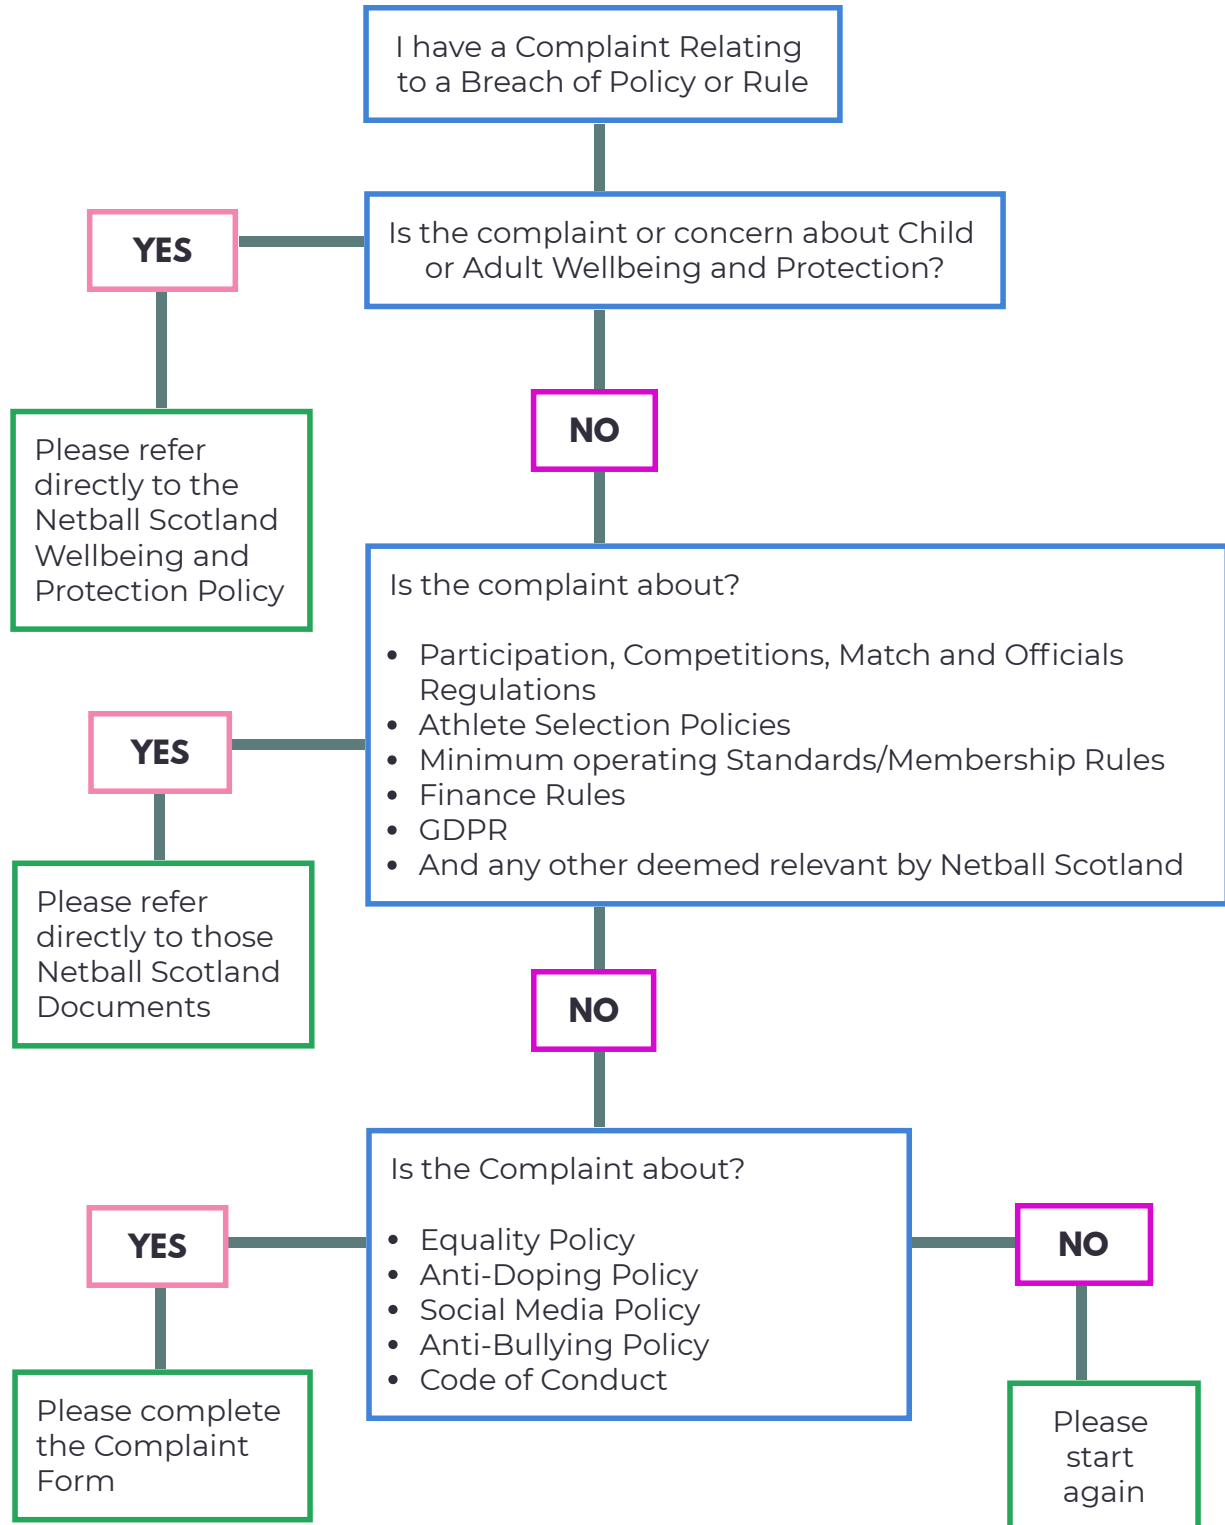 I have a Complaint Relating
to a Breach of Policy or Rule
Is the complaint or concern about Child
or Adult Wellbeing and Protection?
YES
Please refer
directly to the
Netball Scotland
Wellbeing and
Protection Policy
NO
Is the complaint about?
• Participation, Competitions, Match and Officials
Regulations
• Athlete Selection Policies
• Minimum operating Standards/Membership Rules
• Finance Rules
• GDPR
• And any other deemed relevant by Netball Scotland
YES
Please refer
directly to those
Netball Scotland
Documents
NO
Is the Complaint about?
• Equality Policy
• Anti-Doping Policy
• Social Media Policy
• Anti-Bullying Policy
• Code of Conduct
YES
Please complete
the Complaint
Form
NO
Please
start
again